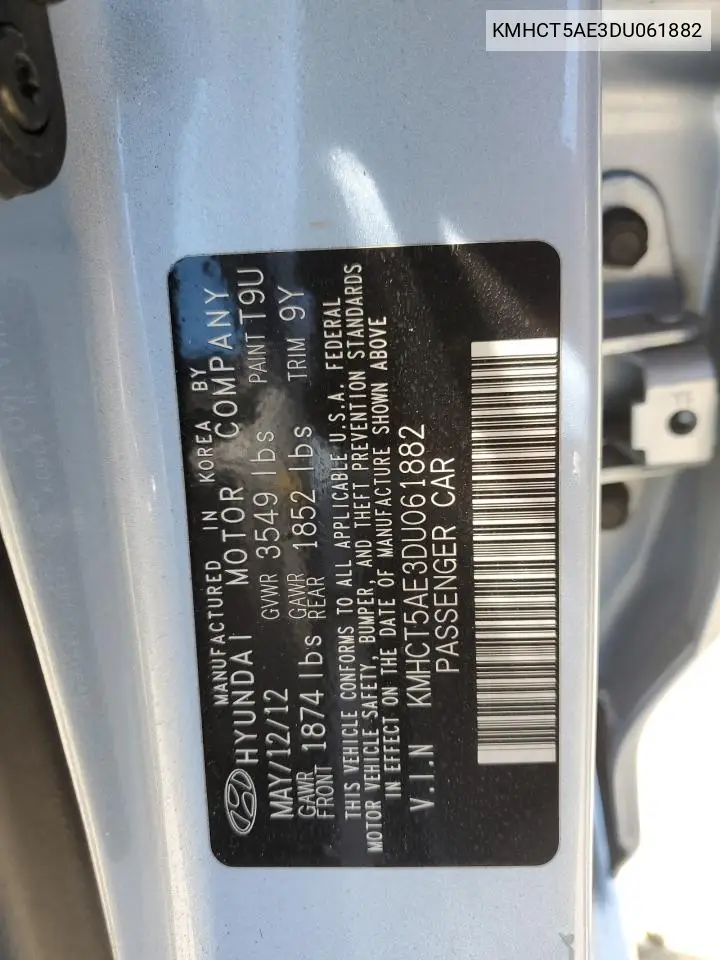 KMHCT5AE3DU061882
MANUFACTURED IN KOREA BY
HYUNDAI MOTOR COMPANY
MAY/12/12 GVWR 3549 lbs PAINT T9U
GAWR FRONT 1874 lbs GAWR REAR 1852 lbs TRIM 9Y
THIS VEHICLE CONFORMS TO ALL APPLICABLE U.S.A. FEDERAL
MOTOR VEHICLE SAFETY, BUMPER, AND THEFT PREVENTION STANDARDS
IN EFFECT ON THE DATE OF MANUFACTURE SHOWN ABOVE
V.I.N KMHCT5AE3DU061882
PASSENGER CAR